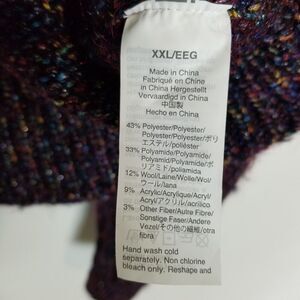 XXL/EEG
Made in China
Fabriqué en Chine
in China Hergestellt
Vervaardigd in China
中国製
Hecho en China
43% Polyester/Polyester/
Polyester/Polyester/ポリ
エステル/poliéster
33% Polyamide/Polyamide/
Polyamid/Polyamide/ポ
リアミド/poliamida
12% Wool/Laine/Wolle/Wol/
ウール/lana
9% Acrylic/Acrylique/Acryl/
Acryl/アクリル/acrílico
3% Other Fiber/Autre Fibre/
Sonstige Faser/Andere
Vezel/その他の繊維/otra
fibra
Hand wash cold
separately. Non chlorine
bleach only. Reshape and